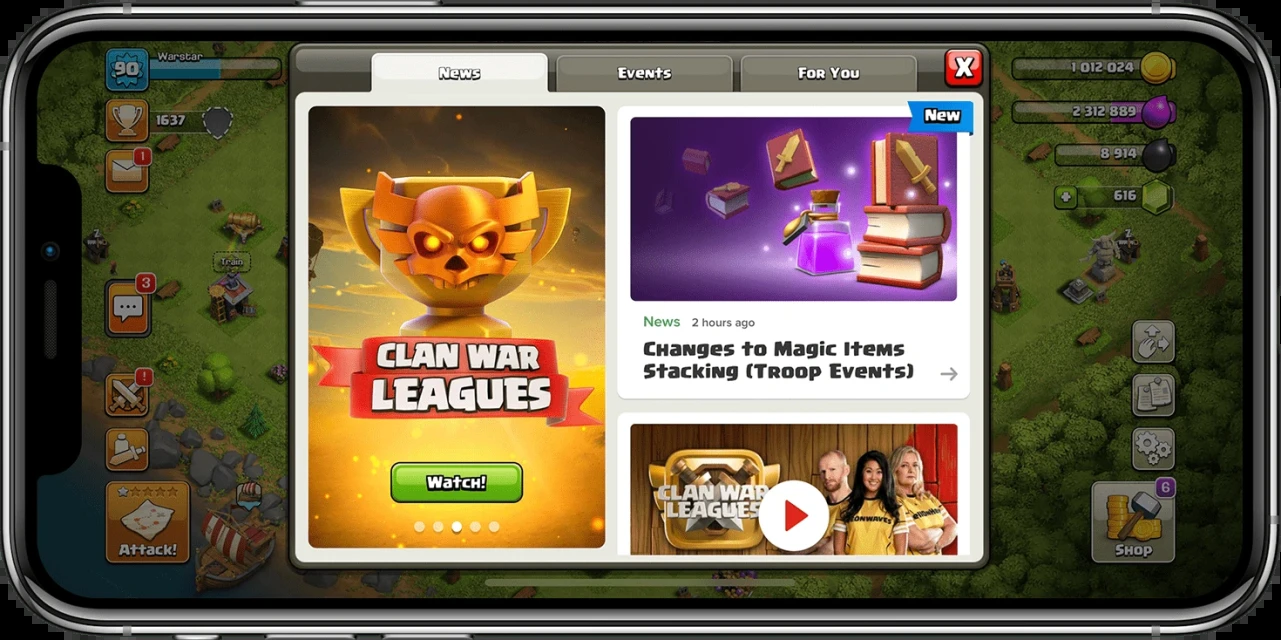 90
Warstar
1637
1
Train
3
!
Attack!
News
Events
For You
X
CLAN WAR
LEAGUES
Watch!
New
News 2 hours ago
Changes to Magic Items
Stacking (Troop Events)
CLAN WAR
LEAGUES
1 012 024
2 312 889
8 914
616
z
z
6
Shop